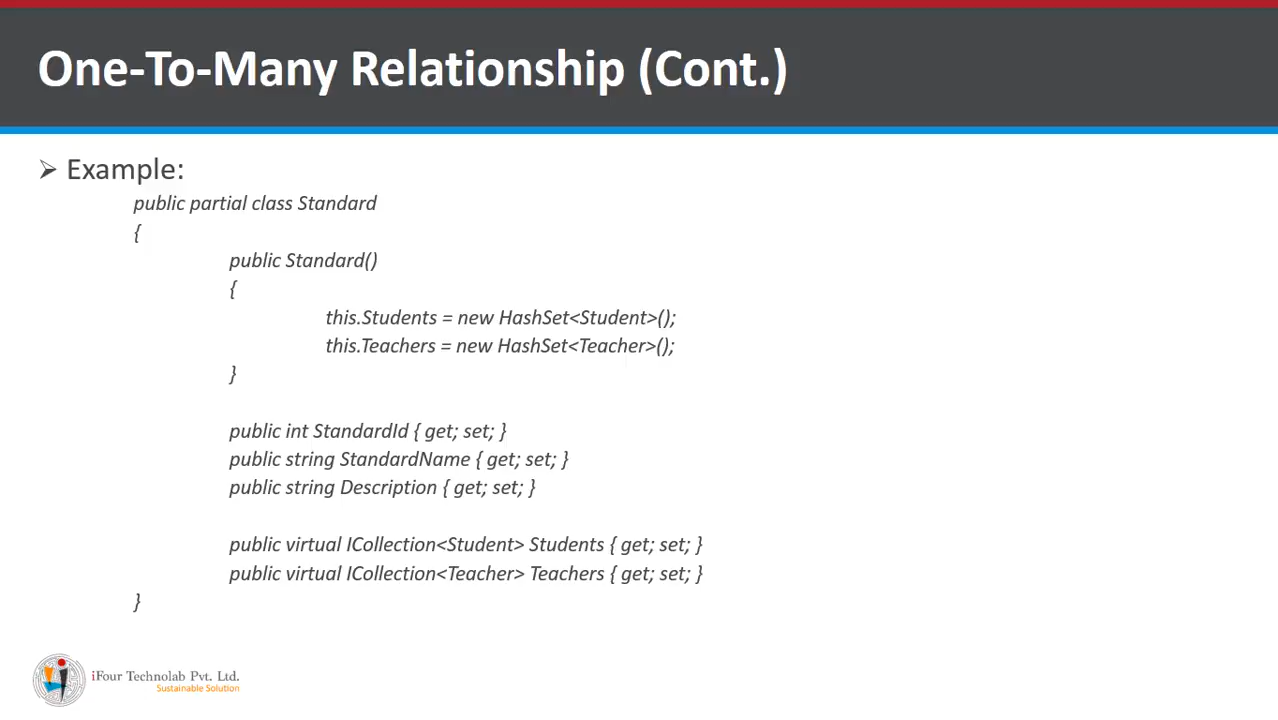 One-To-Many Relationship (Cont.)
➢ Example:
public partial class Standard
{
public Standard()
{
this.Students = new HashSet<Student>();
this.Teachers = new HashSet<Teacher>();
}
public int StandardId { get; set; }
public string StandardName { get; set; }
public string Description { get; set; }
public virtual ICollection<Student> Students { get; set; }
public virtual ICollection<Teacher> Teachers { get; set; }
}
iFour Technolab Pvt. Ltd.
Sustainable Solution